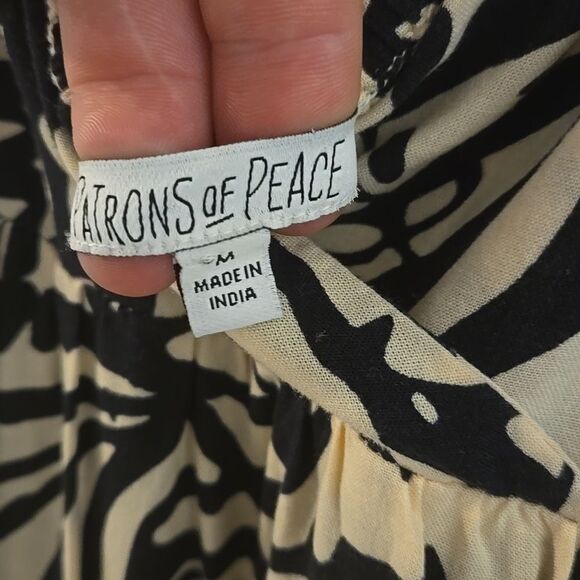 PATRONS OF PEACE
M
MADE IN
INDIA